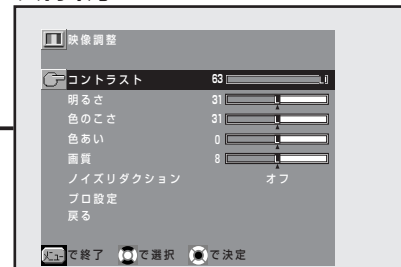 映像調整
コントラスト 63
明るさ 31
色のこさ 31
色あい 0
画質 8
ノイズリダクション オフ
プロ設定
戻る
メニューで終了 で選択 で決定